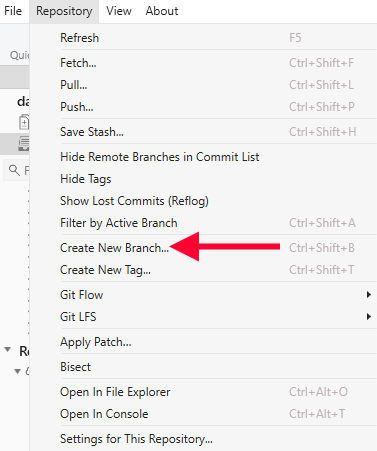 File Repository View About
Quic
Refresh F5
Fetch... Ctrl+Shift+F
Pull... Ctrl+Shift+L
da
Push... Ctrl+Shift+P
Save Stash... Ctrl+Shift+H
Hide Remote Branches in Commit List
Hide Tags
Show Lost Commits (Reflog)
Filter by Active Branch Ctrl+Shift+A
Create New Branch... Ctrl+Shift+B
Create New Tag... Ctrl+Shift+T
Git Flow
Git LFS
Apply Patch...
Re
Bisect
Open In File Explorer Ctrl+Alt+O
Open In Console Ctrl+Alt+T
Settings for This Repository...